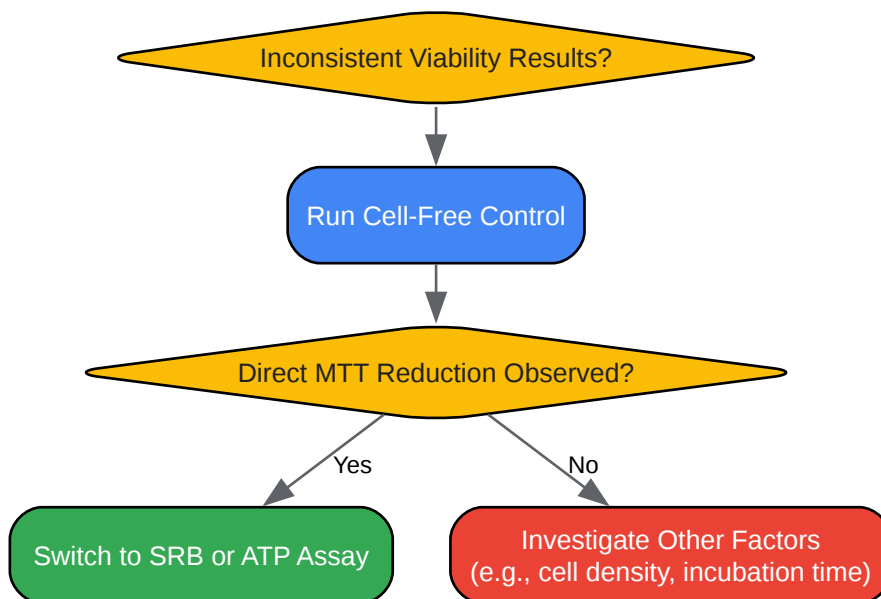 Inconsistent Viability Results?
Run Cell-Free Control
Direct MTT Reduction Observed?
Yes
No
Switch to SRB or ATP Assay
Investigate Other Factors
(e.g., cell density, incubation time)